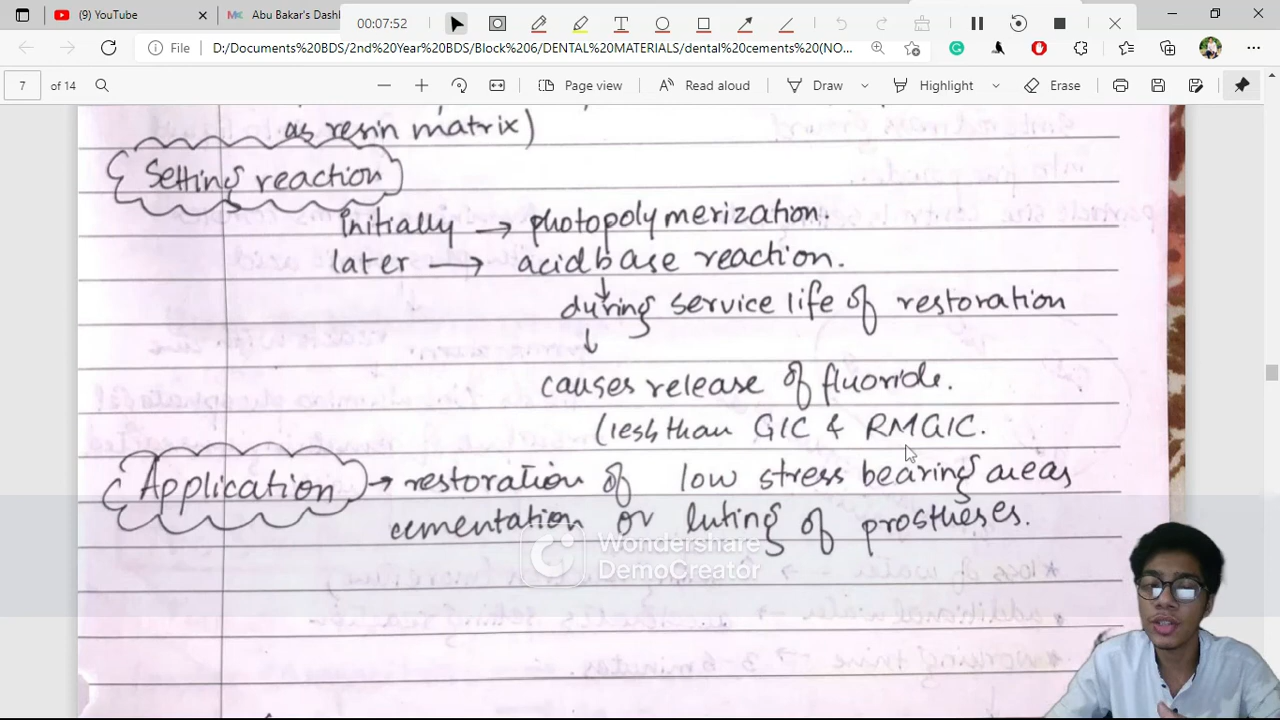 (9) YouTube
Abu Bakar's Dashl
00:07:52
File
D:/Documents%20BDS/2nd%20Year%20BDS/Block%206/DENTAL%20MATERIALS/dental%20cements%20(NO...
7 of 14
Page view
Read aloud
Draw
Highlight
Erase
as resin matrix)
Setting reaction
initially → photopolymerization.
later → acid base reaction.
↓
during service life of restoration
↓
causes release of fluoride.
(less than GIC & RMGIC.
Application → restoration of low stress bearing areas
cementation or luting of prostheses.
Wondershare
DemoCreator